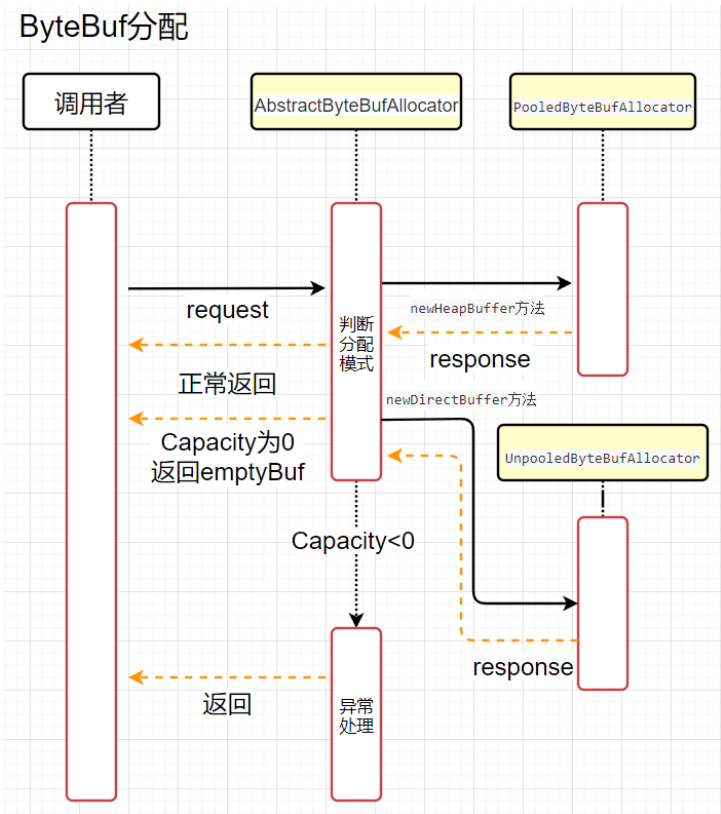 ByteBuf分配
调用者
AbstractByteBufAllocator
PooledByteBufAllocator
request
newHeapBuffer方法
判断
分配
模式
response
正常返回
newDirectBuffer方法
Capacity为0
返回emptyBuf
UnpooledByteBufAllocator
Capacity<0
response
返回
异常
处理